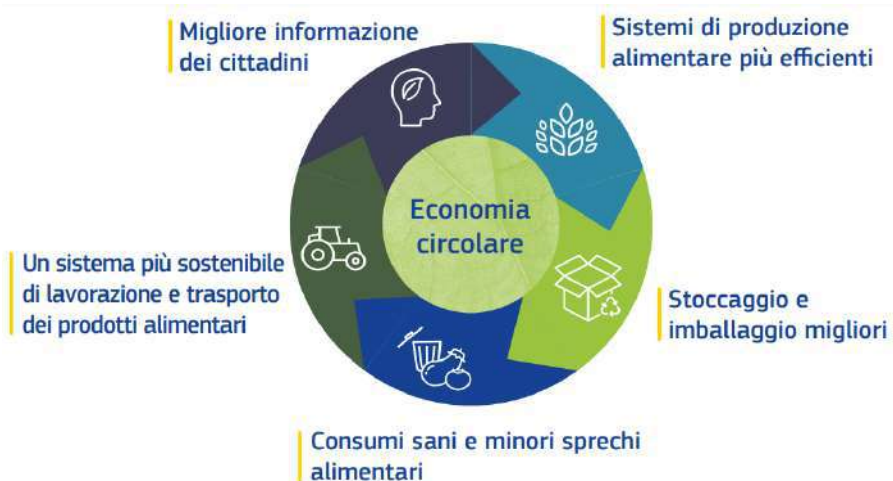 Migliore informazione
dei cittadini
Sistemi di produzione
alimentare più efficienti
Economia
circolare
Un sistema più sostenibile
di lavorazione e trasporto
dei prodotti alimentari
Stoccaggio e
imballaggio migliori
Consumi sani e minori sprechi
alimentari